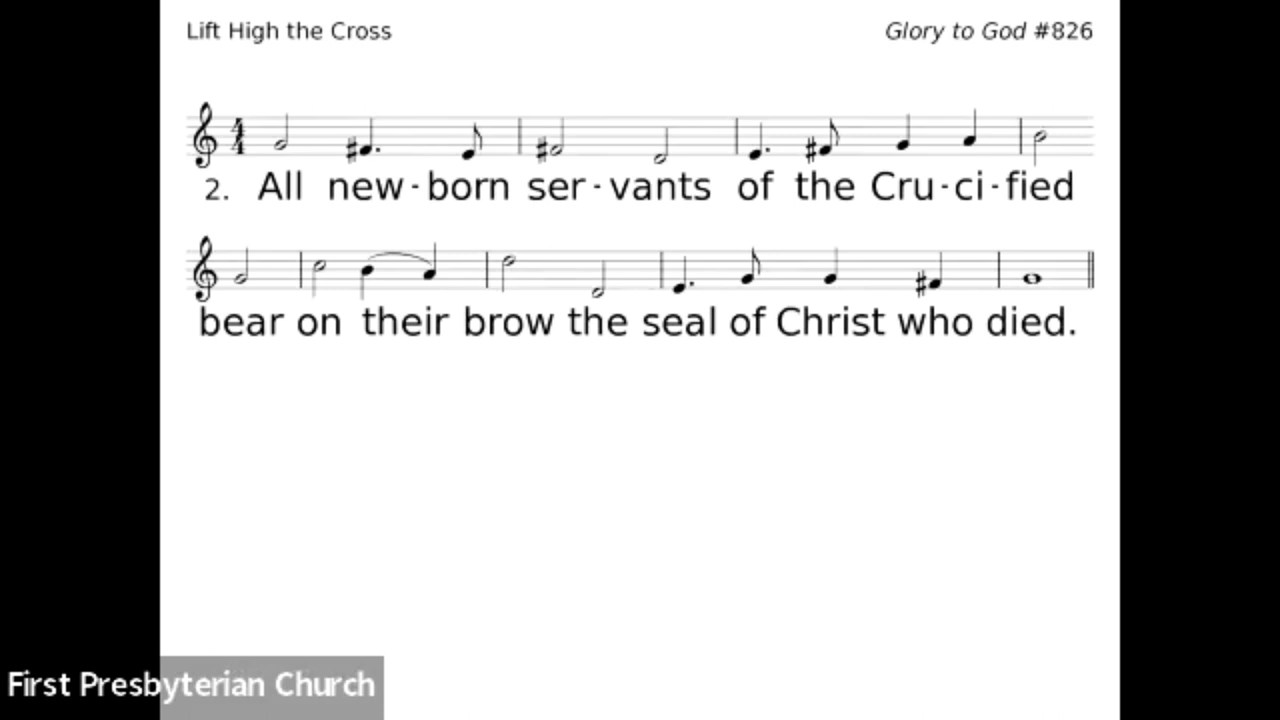 Lift High the Cross
Glory to God #826
2. All new-born ser-vants of the Cru-ci-fied
bear on their brow the seal of Christ who died.
First Presbyterian Church